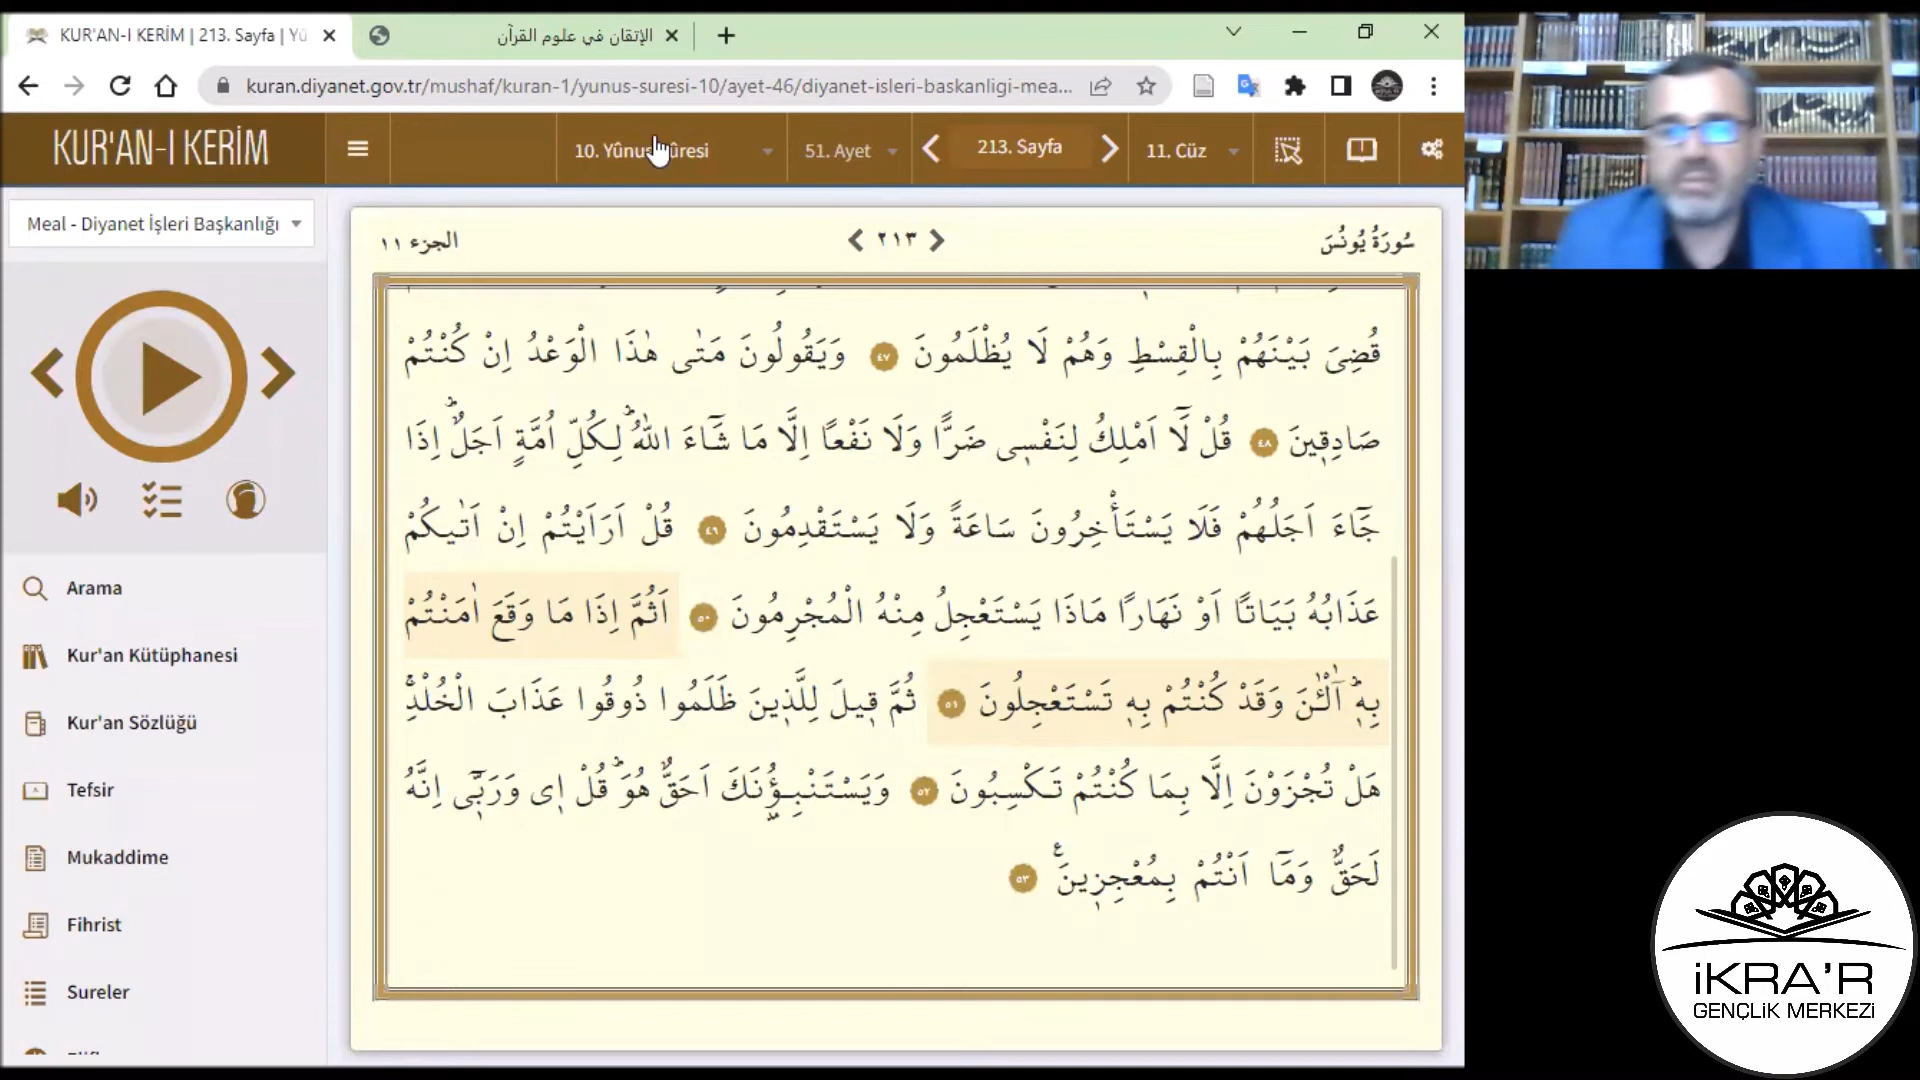 KUR'AN-I KERİM | 213. Sayfa | Yû
الإتقان في علوم القرآن
kuran.diyanet.gov.tr/mushaf/kuran-1/yunus-suresi-10/ayet-46/diyanet-isleri-baskanligi-mea...
KUR'AN-I KERİM
10. Yûnus Sûresi
51. Ayet
213. Sayfa
11. Cüz
Meal - Diyanet İşleri Başkanlığı
سُورَةُ يُونُسَ
٢١٣
الجزء ١١
قُضِىَ بَيْنَهُمْ بِالْقِسْطِ وَهُمْ لَا يُظْلَمُونَ ٤٧ وَيَقُولُونَ مَتٰى هٰذَا الْوَعْدُ اِنْ كُنْتُمْ
صَادِقٖينَ ٤٨ قُلْ لَٓا اَمْلِكُ لِنَفْسٖى ضَرًّا وَلَا نَفْعًا اِلَّا مَا شَٓاءَ اللّٰهُؕ لِكُلِّ اُمَّةٍ اَجَلٌؕ اِذَا
جَٓاءَ اَجَلُهُمْ فَلَا يَسْتَأْخِرُونَ سَاعَةً وَلَا يَسْتَقْدِمُونَ ٤٩ قُلْ اَرَاَيْتُمْ اِنْ اَتٰيكُمْ
عَذَابُهُ بَيَاتًا اَوْ نَهَارًا مَاذَا يَسْتَعْجِلُ مِنْهُ الْمُجْرِمُونَ ٥٠ اَثُمَّ اِذَا مَا وَقَعَ اٰمَنْتُمْ
بِهٖؕ آٰلْـٰٔنَ وَقَدْ كُنْتُمْ بِهٖ تَسْتَعْجِلُونَ ٥١ ثُمَّ قٖيلَ لِلَّذٖينَ ظَلَمُوا ذُوقُوا عَذَابَ الْخُلْدِۚ
هَلْ تُجْزَوْنَ اِلَّا بِمَا كُنْتُمْ تَكْسِبُونَ ٥٢ وَيَسْتَنْبِؤُ۫نَكَ اَحَقٌّ هُوَؕ قُلْ اٖى وَرَبّٖٓى اِنَّهُ
لَحَقٌّ وَمَٓا اَنْتُمْ بِمُعْجِزٖينَࣖ ٥٣
Arama
Kur'an Kütüphanesi
Kur'an Sözlüğü
Tefsir
Mukaddime
Fihrist
Sureler
iKRA'R
GENÇLiK MERKEZi